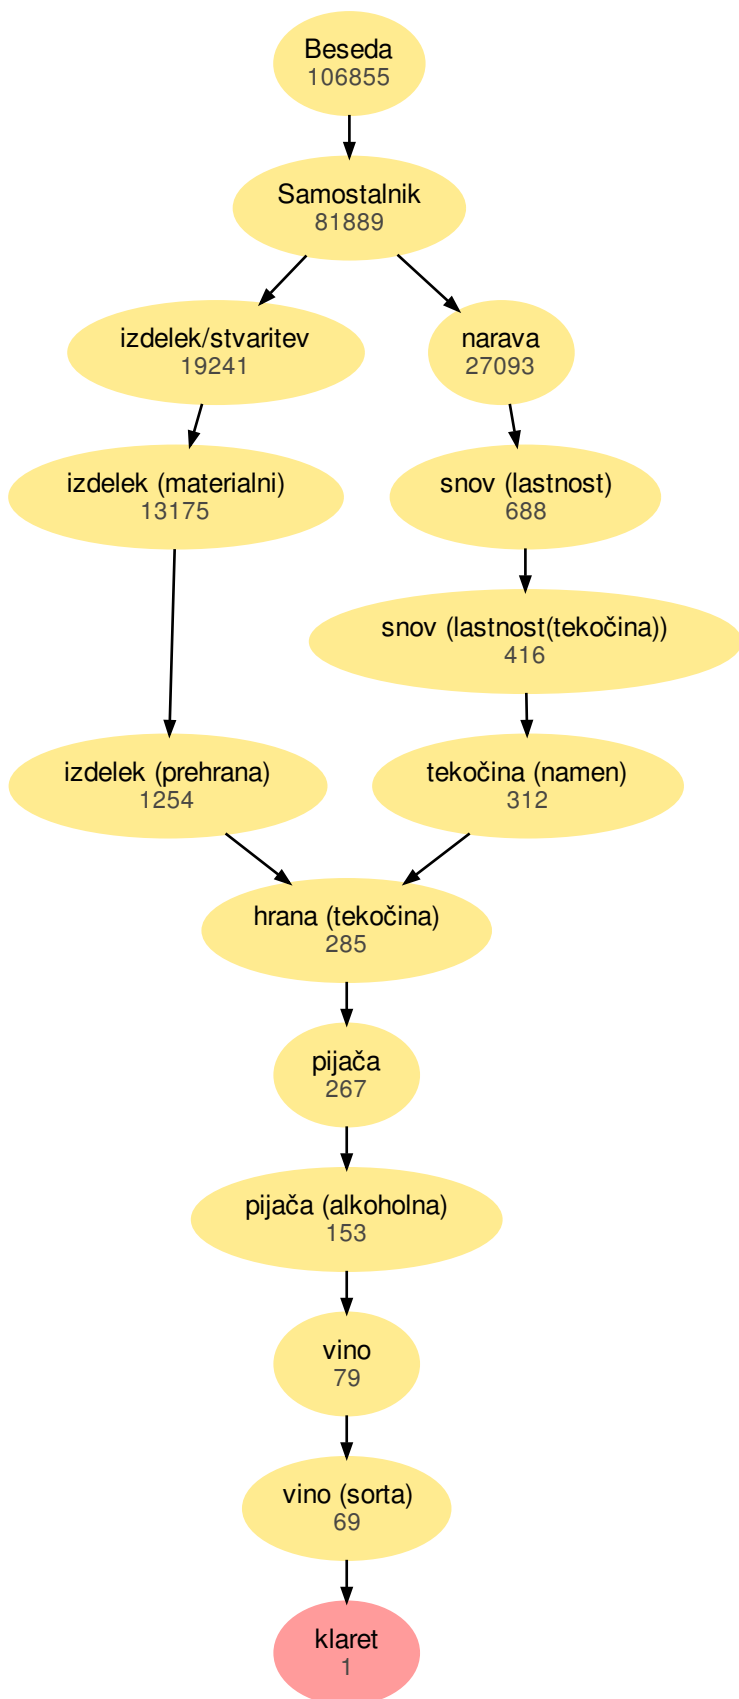 Beseda
106855
Samostalnik
81889
izdelek/stvaritev
19241
narava
27093
izdelek (materialni)
13175
snov (lastnost)
688
snov (lastnost(tekočina))
416
izdelek (prehrana)
1254
tekočina (namen)
312
hrana (tekočina)
285
pijača
267
pijača (alkoholna)
153
vino
79
vino (sorta)
69
klaret
1